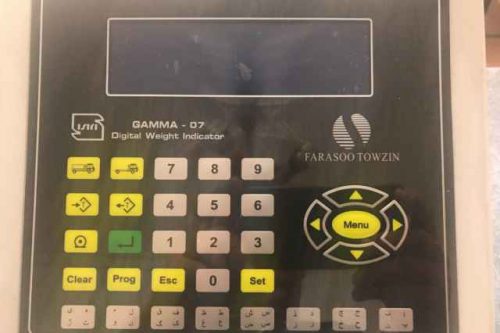 GAMMA - 07
Digital Weight Indicator
FARASOO TOWZIN
7 8 9
4 5 6
1 2 3
Menu
Clear Prog Esc 0 Set